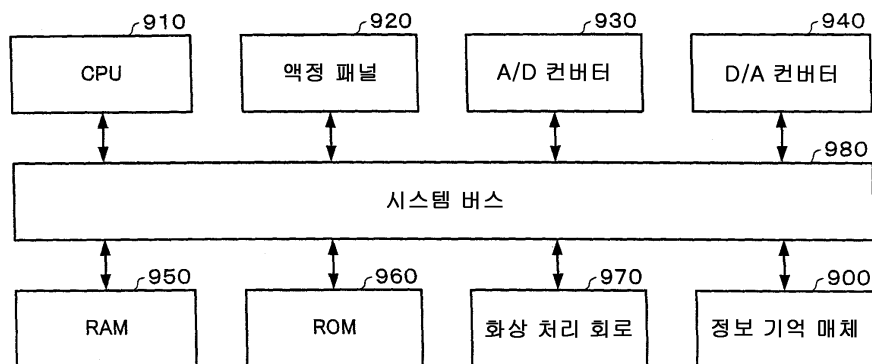 910
920
930
940
CPU
액정 패널
A/D 컨버터
D/A 컨버터
980
시스템 버스
950
960
970
900
RAM
ROM
화상 처리 회로
정보 기억 매체